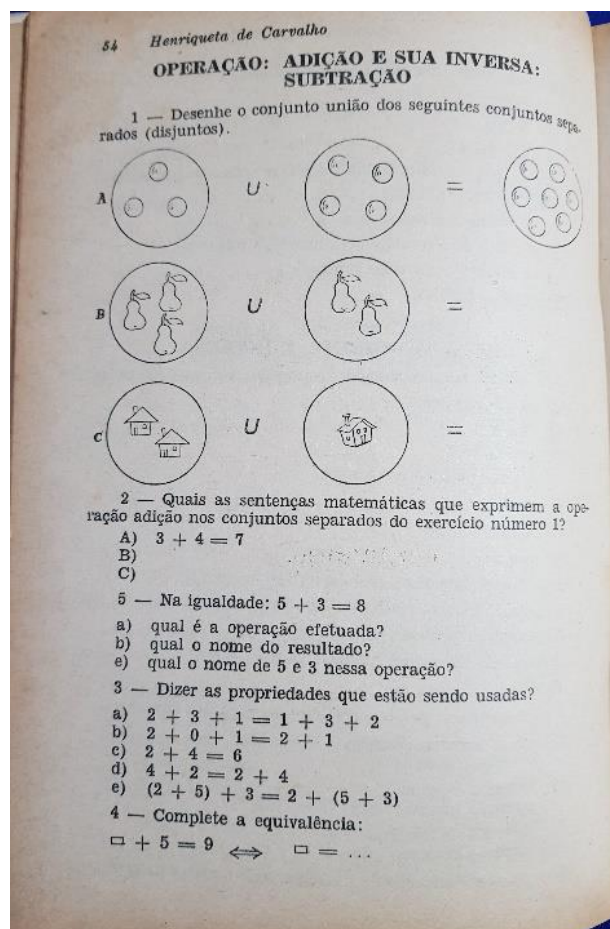 54 Henriqueta de Carvalho
OPERAÇÃO: ADIÇÃO E SUA INVERSA:
SUBTRAÇÃO
1 — Desenhe o conjunto união dos seguintes conjuntos sepa-
rados (disjuntos).
A U =
B U =
C U =
2 — Quais as sentenças matemáticas que exprimem a ope-
ração adição nos conjuntos separados do exercício número 1?
A) 3 + 4 = 7
B)
C)
5 — Na igualdade: 5 + 3 = 8
a) qual é a operação efetuada?
b) qual o nome do resultado?
e) qual o nome de 5 e 3 nessa operação?
3 — Dizer as propriedades que estão sendo usadas?
a) 2 + 3 + 1 = 1 + 3 + 2
b) 2 + 0 + 1 = 2 + 1
c) 2 + 4 = 6
d) 4 + 2 = 2 + 4
e) (2 + 5) + 3 = 2 + (5 + 3)
4 — Complete a equivalência:
□ + 5 = 9 ⟺ □ = ...